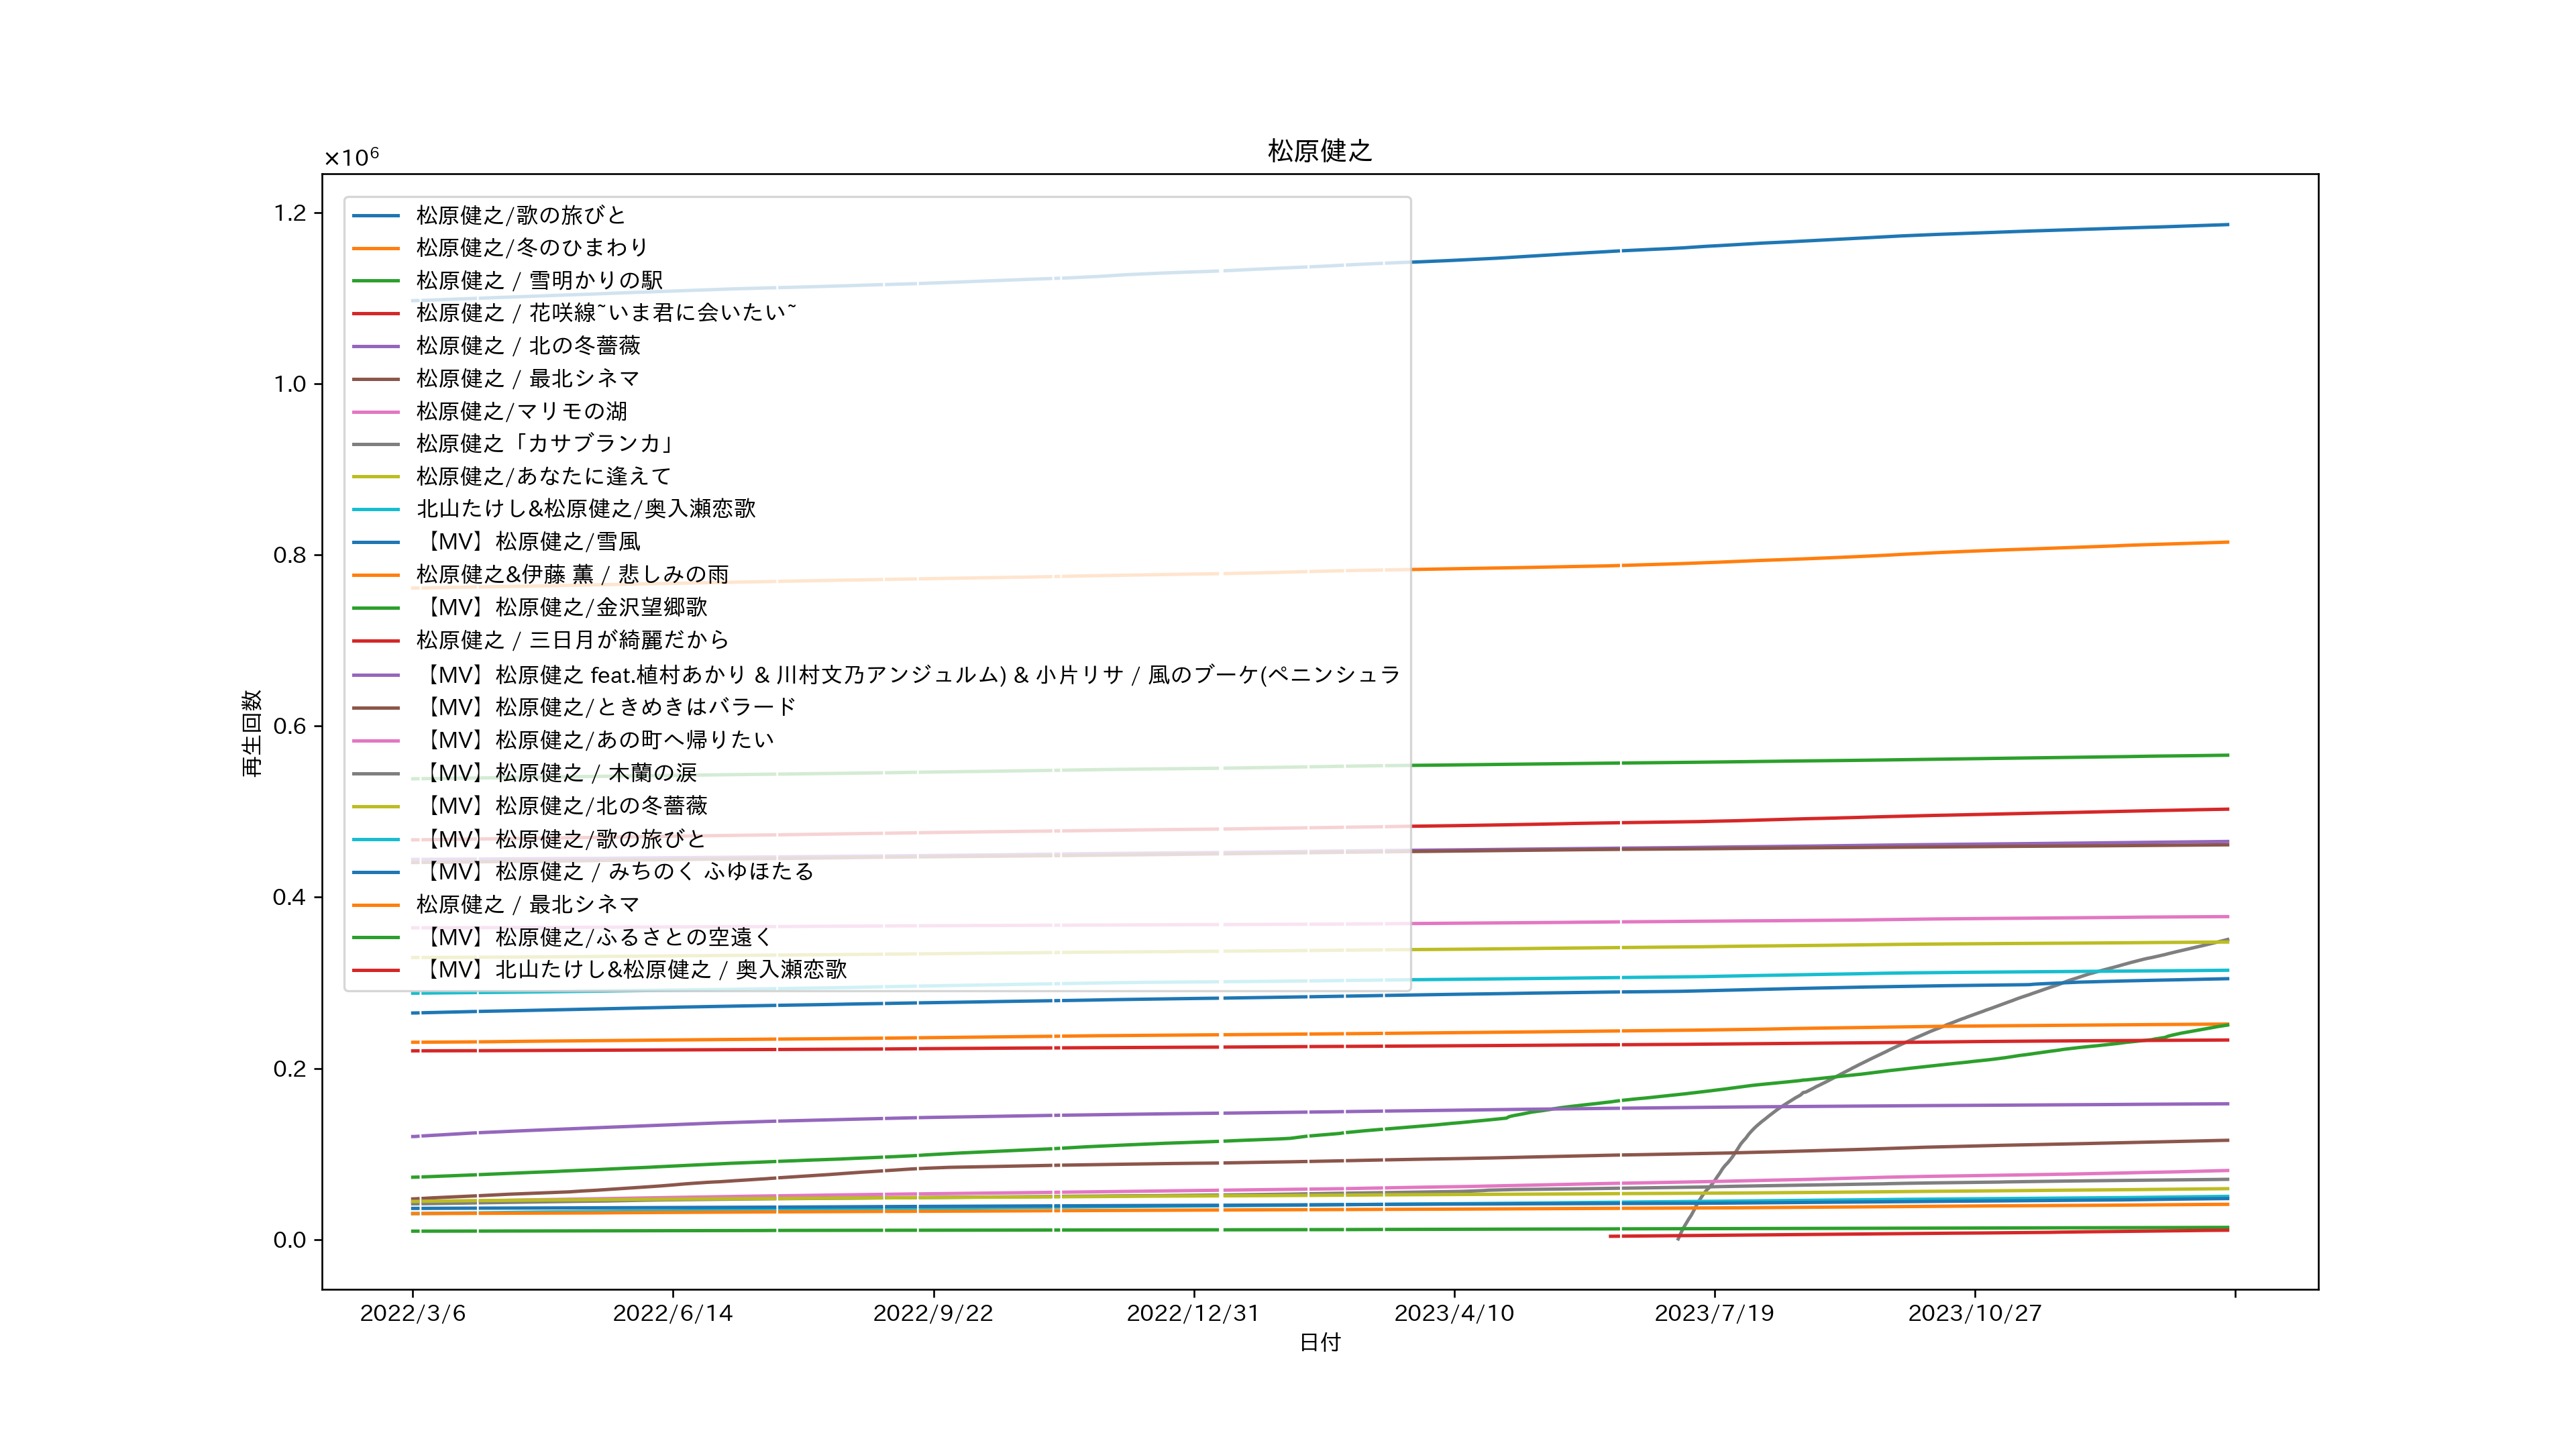 松原健之
×10⁶
1.2
1.0
0.8
0.6
0.4
0.2
0.0
再生回数
松原健之/歌の旅びと
松原健之/冬のひまわり
松原健之 / 雪明かりの駅
松原健之 / 花咲線~いま君に会いたい~
松原健之 / 北の冬薔薇
松原健之 / 最北シネマ
松原健之/マリモの湖
松原健之「カサブランカ」
松原健之/あなたに逢えて
北山たけし&松原健之/奥入瀬恋歌
【MV】松原健之/雪風
松原健之&伊藤 薫 / 悲しみの雨
【MV】松原健之/金沢望郷歌
松原健之 / 三日月が綺麗だから
【MV】松原健之 feat.植村あかり & 川村文乃アンジュルム) & 小片リサ / 風のブーケ(ペニンシュラ
【MV】松原健之/ときめきはバラード
【MV】松原健之/あの町へ帰りたい
【MV】松原健之 / 木蘭の涙
【MV】松原健之/北の冬薔薇
【MV】松原健之/歌の旅びと
【MV】松原健之 / みちのく ふゆほたる
松原健之 / 最北シネマ
【MV】松原健之/ふるさとの空遠く
【MV】北山たけし&松原健之 / 奥入瀬恋歌
2022/3/6
2022/6/14
2022/9/22
2022/12/31
2023/4/10
2023/7/19
2023/10/27
日付